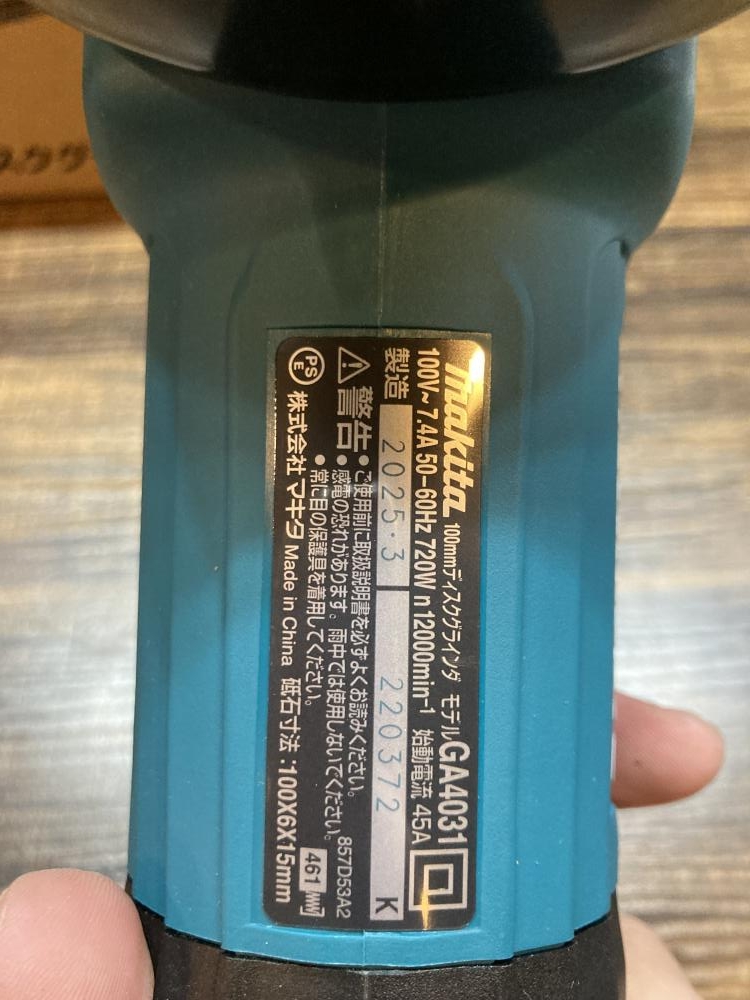 makita 100mmディスクグラインダ モデルGA4031
100V~ 7.4A 50-60Hz 720W n 12000min-1 始動電流 45A
製造 2025・3 220372 K
警告 ●ご使用前に取扱説明書を必ずよくお読みください。
●感電の恐れがあります。雨中では使用しないでください。 857D53A2
●常に目の保護具を着用してください。 461
PS E 株式会社 マキタ Made in China 砥石寸法:100X6X15mm